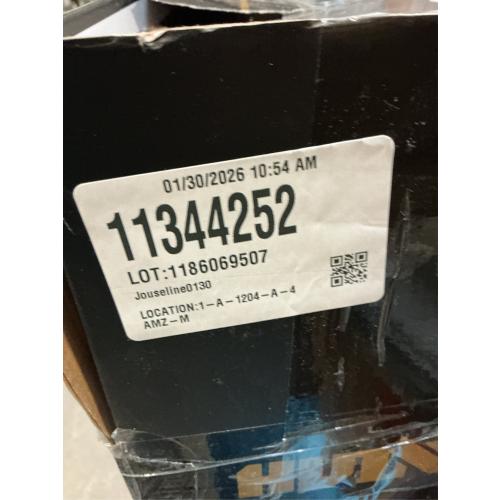 01/30/2026 10:54 AM
11344252
LOT:1186069507
Jouseline0130
LOCATION:1-A-1204-A-4
AMZ-M